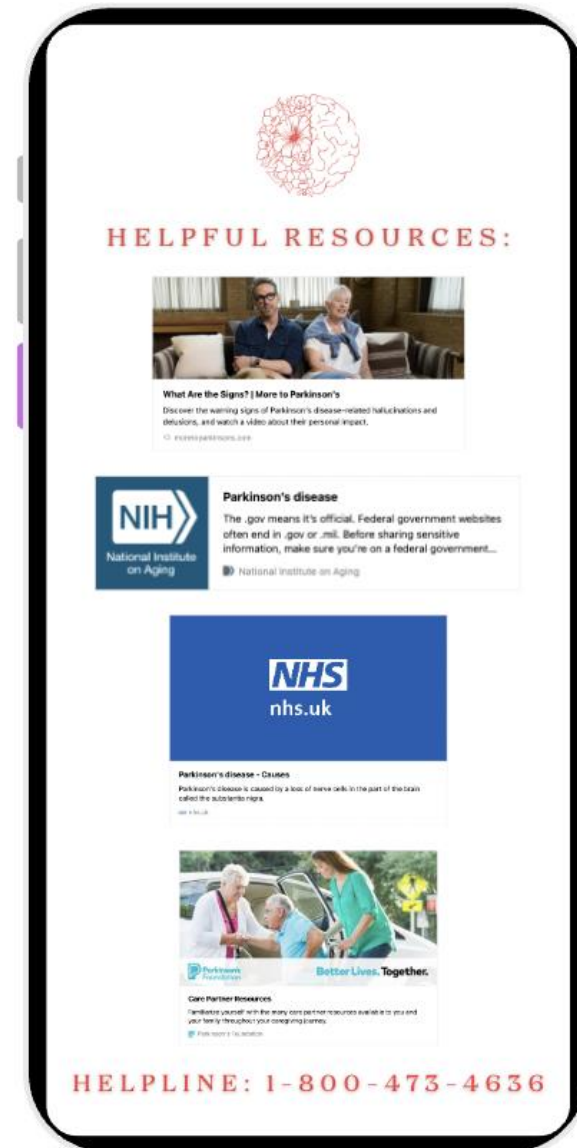 HELPFUL RESOURCES:
What Are the Signs? | More to Parkinson's
Discover the warning signs of Parkinson's disease-related hallucinations and
delusions, and watch a video about their personal impact.
moretoparkinsons.com
NIH
National Institute
on Aging
Parkinson's disease
The .gov means it's official. Federal government websites
often end in .gov or .mil. Before sharing sensitive
information, make sure you're on a federal government...
National Institute on Aging
NHS
nhs.uk
Parkinson's disease - Causes
Parkinson's disease is caused by a loss of nerve cells in the part of the brain
called the substantia nigra.
nhs.uk
Parkinson's
Foundation
Better Lives. Together.
Care Partner Resources
Familiarize yourself with the many care partner resources available to you and
your family throughout your caregiving journey.
Parkinson's Foundation
HELPLINE: 1-800-473-4636